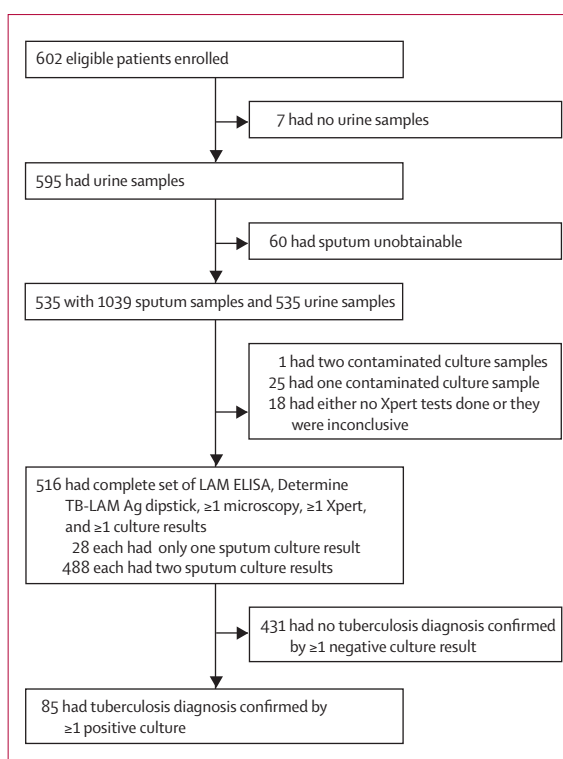 602 eligible patients enrolled
7 had no urine samples
595 had urine samples
60 had sputum unobtainable
535 with 1039 sputum samples and 535 urine samples
1 had two contaminated culture samples
25 had one contaminated culture sample
18 had either no Xpert tests done or they
were inconclusive
516 had complete set of LAM ELISA, Determine
TB-LAM Ag dipstick, ≥1 microscopy, ≥1 Xpert,
and ≥1 culture results
28 each had only one sputum culture result
488 each had two sputum culture results
431 had no tuberculosis diagnosis confirmed
by ≥1 negative culture result
85 had tuberculosis diagnosis confirmed by
≥1 positive culture